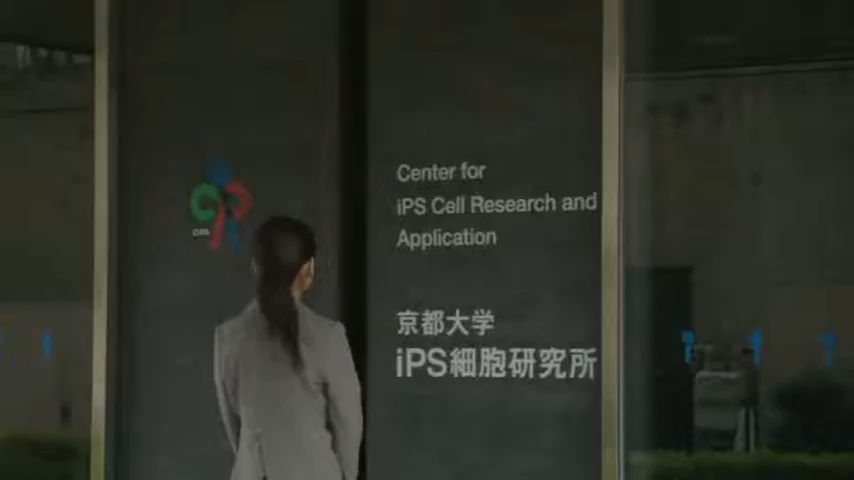 CiRA
Center for
iPS Cell Research and
Application
京都大学
iPS細胞研究所